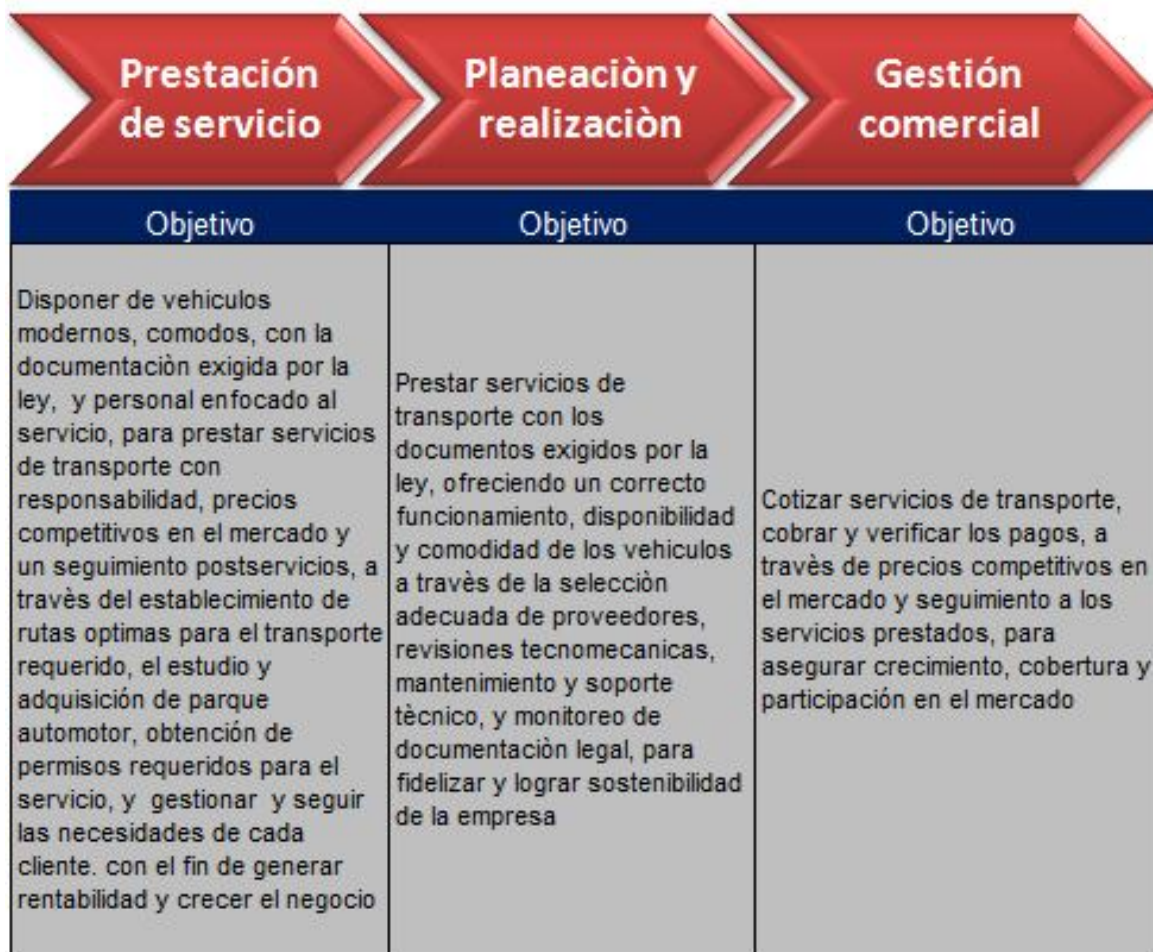 Prestación
de servicio
Planeaciòn y
realizaciòn
Gestión
comercial
Objetivo
Objetivo
Objetivo
Disponer de vehiculos
modernos, comodos, con la
documentaciòn exigida por la
ley, y personal enfocado al
servicio, para prestar servicios
de transporte con
responsabilidad, precios
competitivos en el mercado y
un seguimiento postservicios, a
travès del establecimiento de
rutas optimas para el transporte
requerido, el estudio y
adquisición de parque
automotor, obtención de
permisos requeridos para el
servicio, y gestionar y seguir
las necesidades de cada
cliente. con el fin de generar
rentabilidad y crecer el negocio
Prestar servicios de
transporte con los
documentos exigidos por la
ley, ofreciendo un correcto
funcionamiento, disponibilidad
y comodidad de los vehiculos
a travès de la selecciòn
adecuada de proveedores,
revisiones tecnomecanicas,
mantenimiento y soporte
tècnico, y monitoreo de
documentaciòn legal, para
fidelizar y lograr sostenibilidad
de la empresa
Cotizar servicios de transporte,
cobrar y verificar los pagos, a
travès de precios competitivos en
el mercado y seguimiento a los
servicios prestados, para
asegurar crecimiento, cobertura y
participación en el mercado